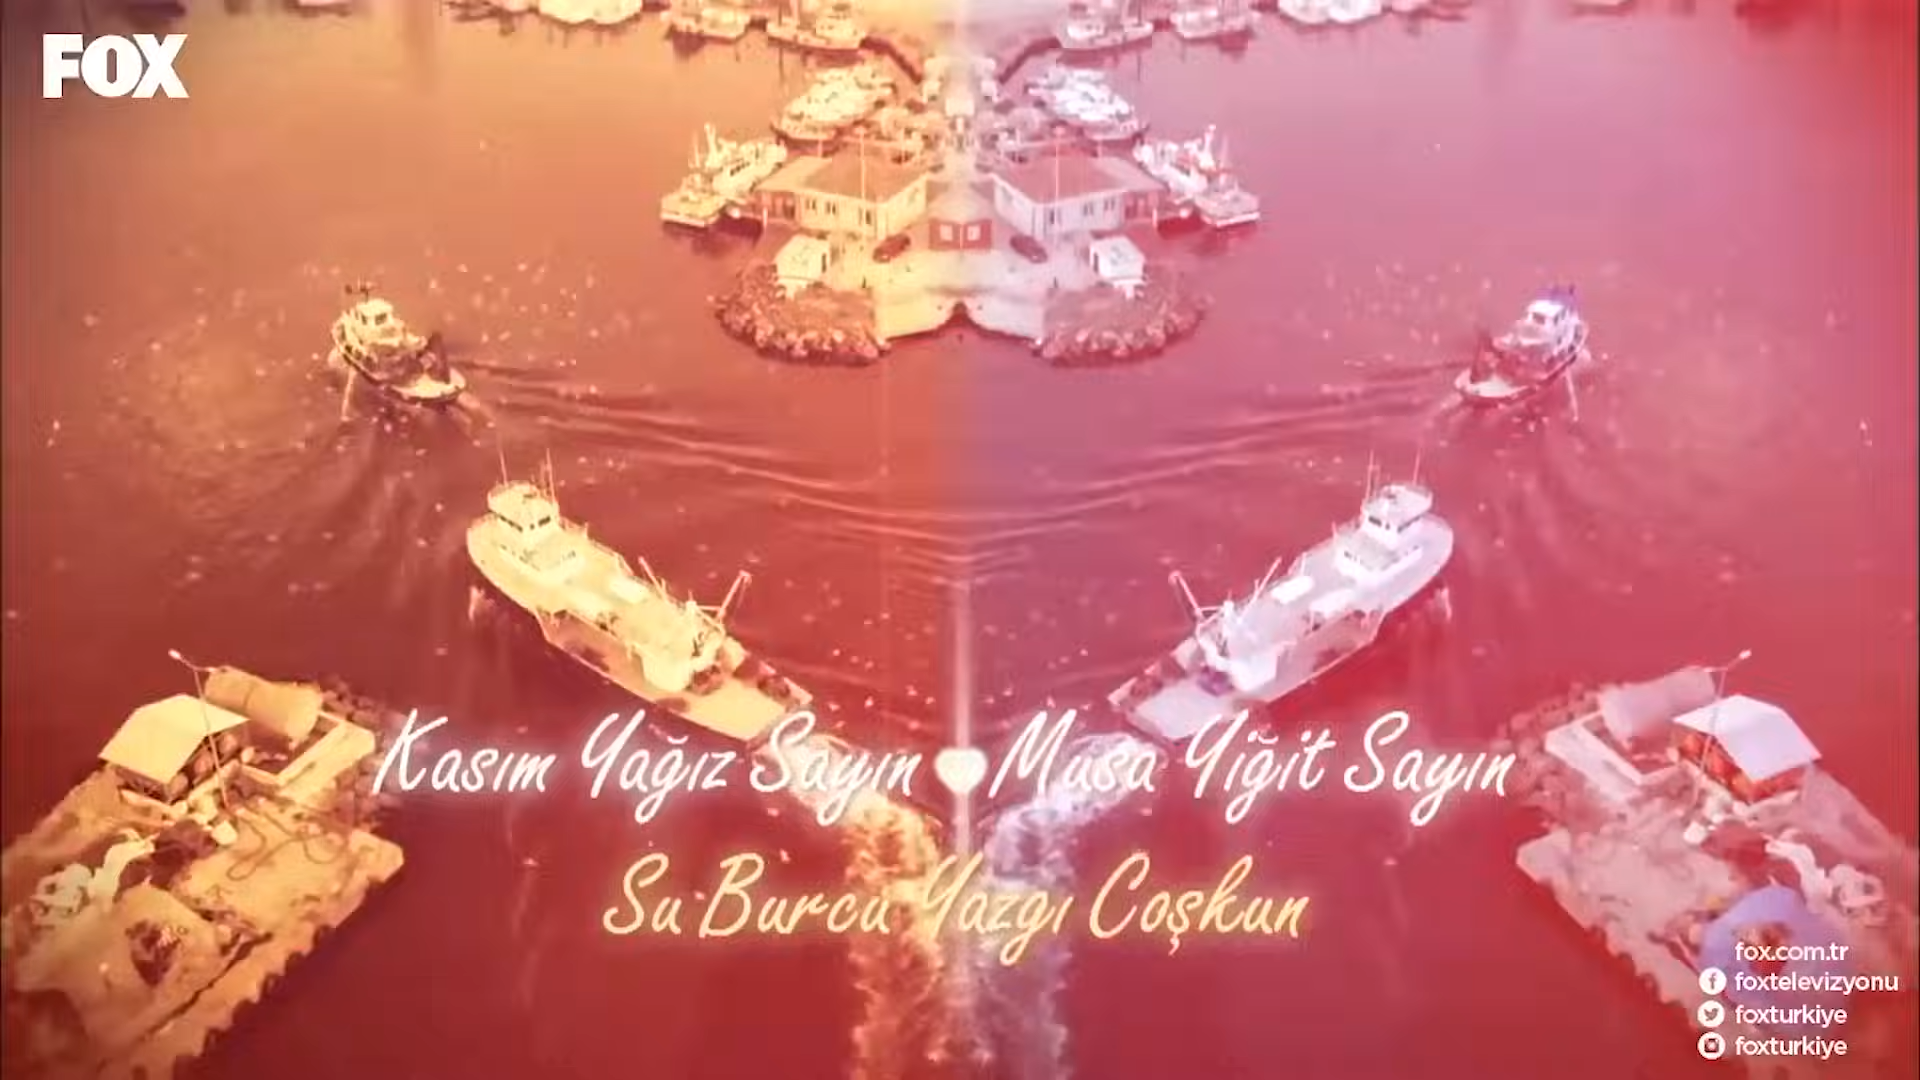 FOX
Kasım Yağız Sayın Musa Yiğit Sayın
Su Burcu Yazgı Coşkun
fox.com.tr
foxtelevizyonu
foxturkiye
foxturkiye